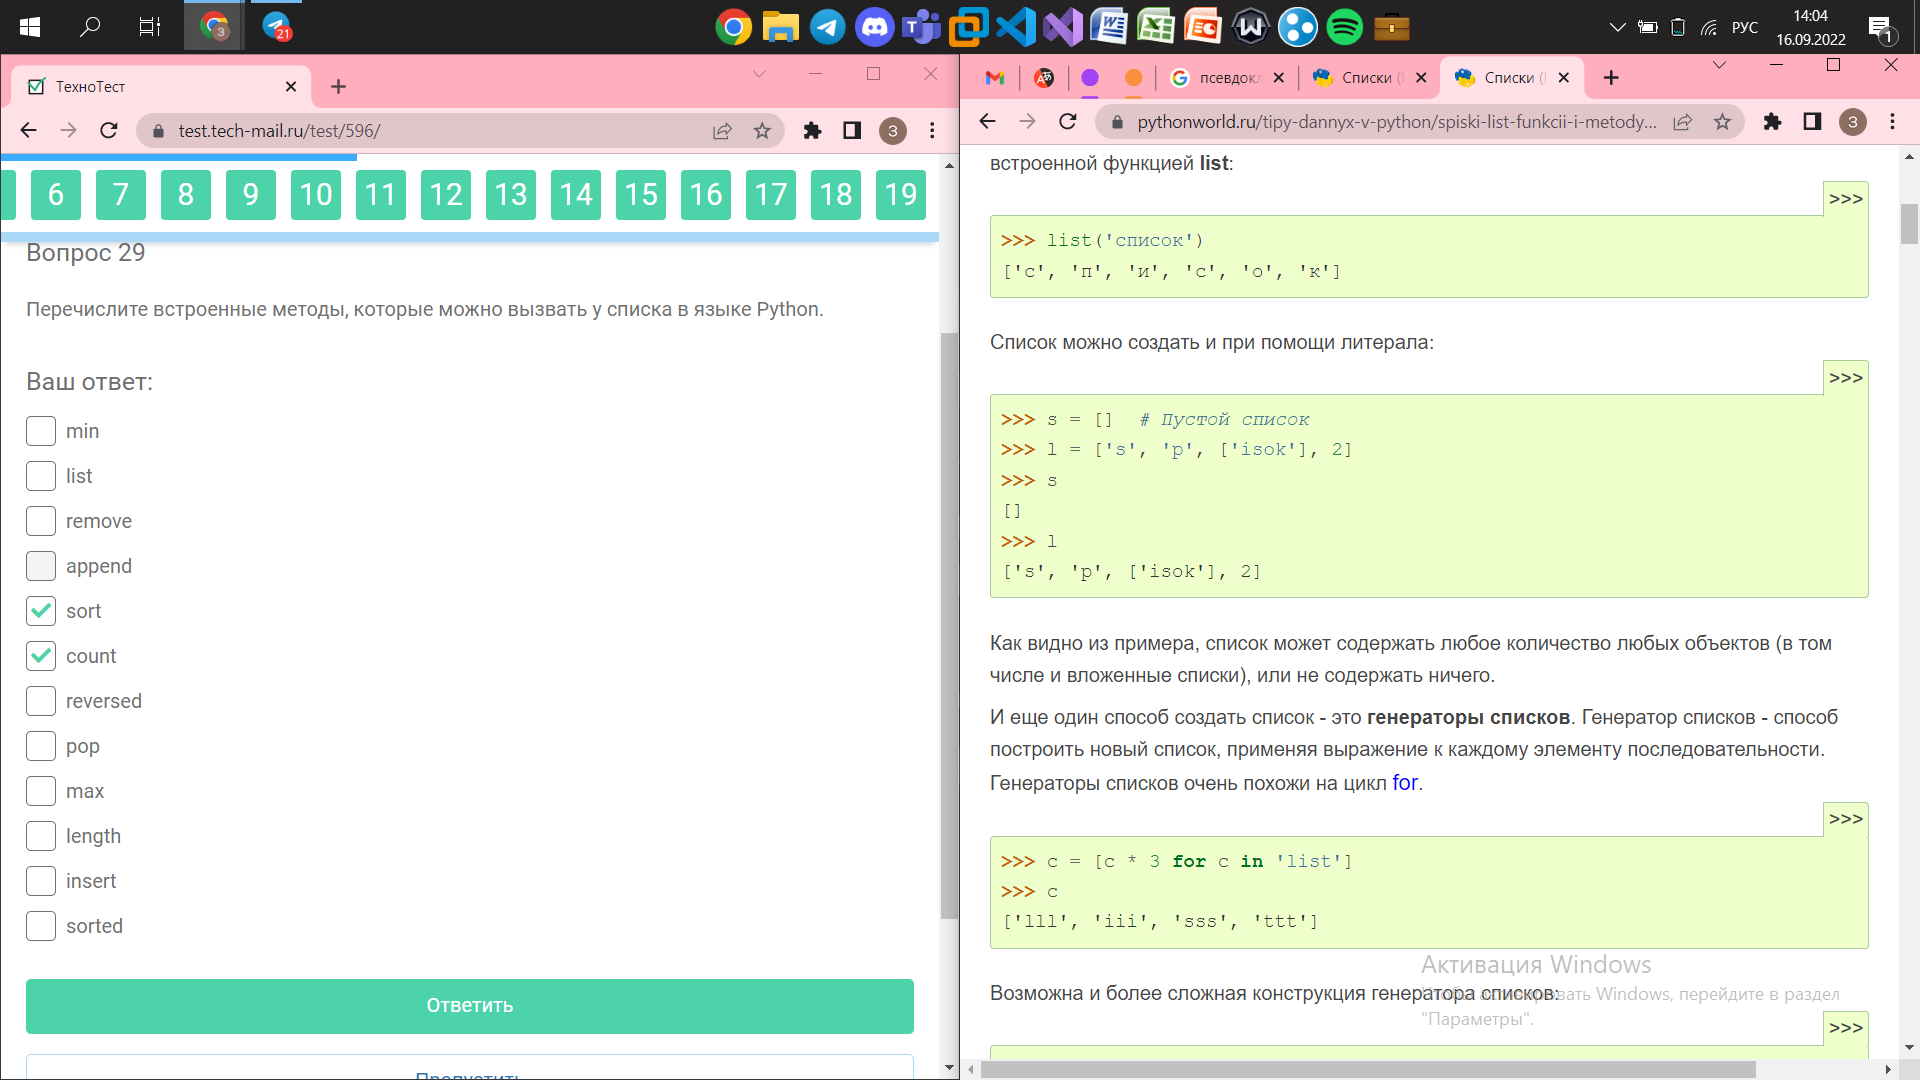 3
21
РУС
14:04
16.09.2022
1
ТехноТест
test.tech-mail.ru/test/596/
3
6 7 8 9 10 11 12 13 14 15 16 17 18 19
Вопрос 29
Перечислите встроенные методы, которые можно вызвать у списка в языке Python.
Ваш ответ:
min
list
remove
append
sort
count
reversed
pop
max
length
insert
sorted
Ответить
Пропустить
псевдок
Списки (
Списки (
pythonworld.ru/tipy-dannyx-v-python/spiski-list-funkcii-i-metody...
3
встроенной функцией list:
>>>
>>> list('список')
['с', 'п', 'и', 'с', 'о', 'к']
Список можно создать и при помощи литерала:
>>>
>>> s = [] # Пустой список
>>> l = ['s', 'p', ['isok'], 2]
>>> s
[]
>>> l
['s', 'p', ['isok'], 2]
Как видно из примера, список может содержать любое количество любых объектов (в том
числе и вложенные списки), или не содержать ничего.
И еще один способ создать список - это генераторы списков. Генератор списков - способ
построить новый список, применяя выражение к каждому элементу последовательности.
Генераторы списков очень похожи на цикл for.
>>>
>>> c = [c * 3 for c in 'list']
>>> c
['lll', 'iii', 'sss', 'ttt']
Возможна и более сложная конструкция генератора списков:
>>>
Активация Windows
Чтобы активировать Windows, перейдите в раздел
"Параметры".